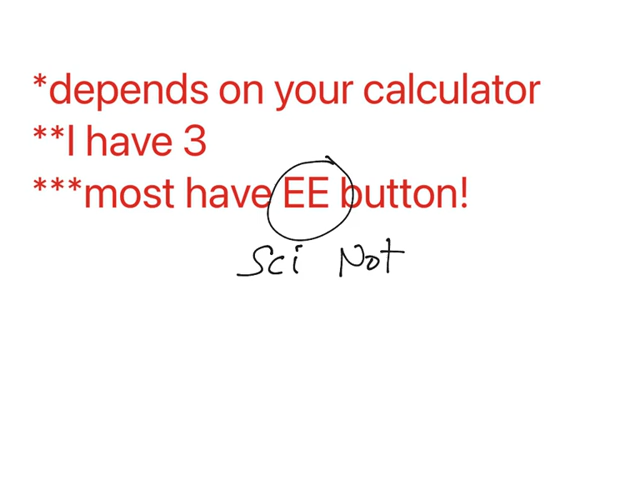 *depends on your calculator
**I have 3
***most have EE button!
Sci Not